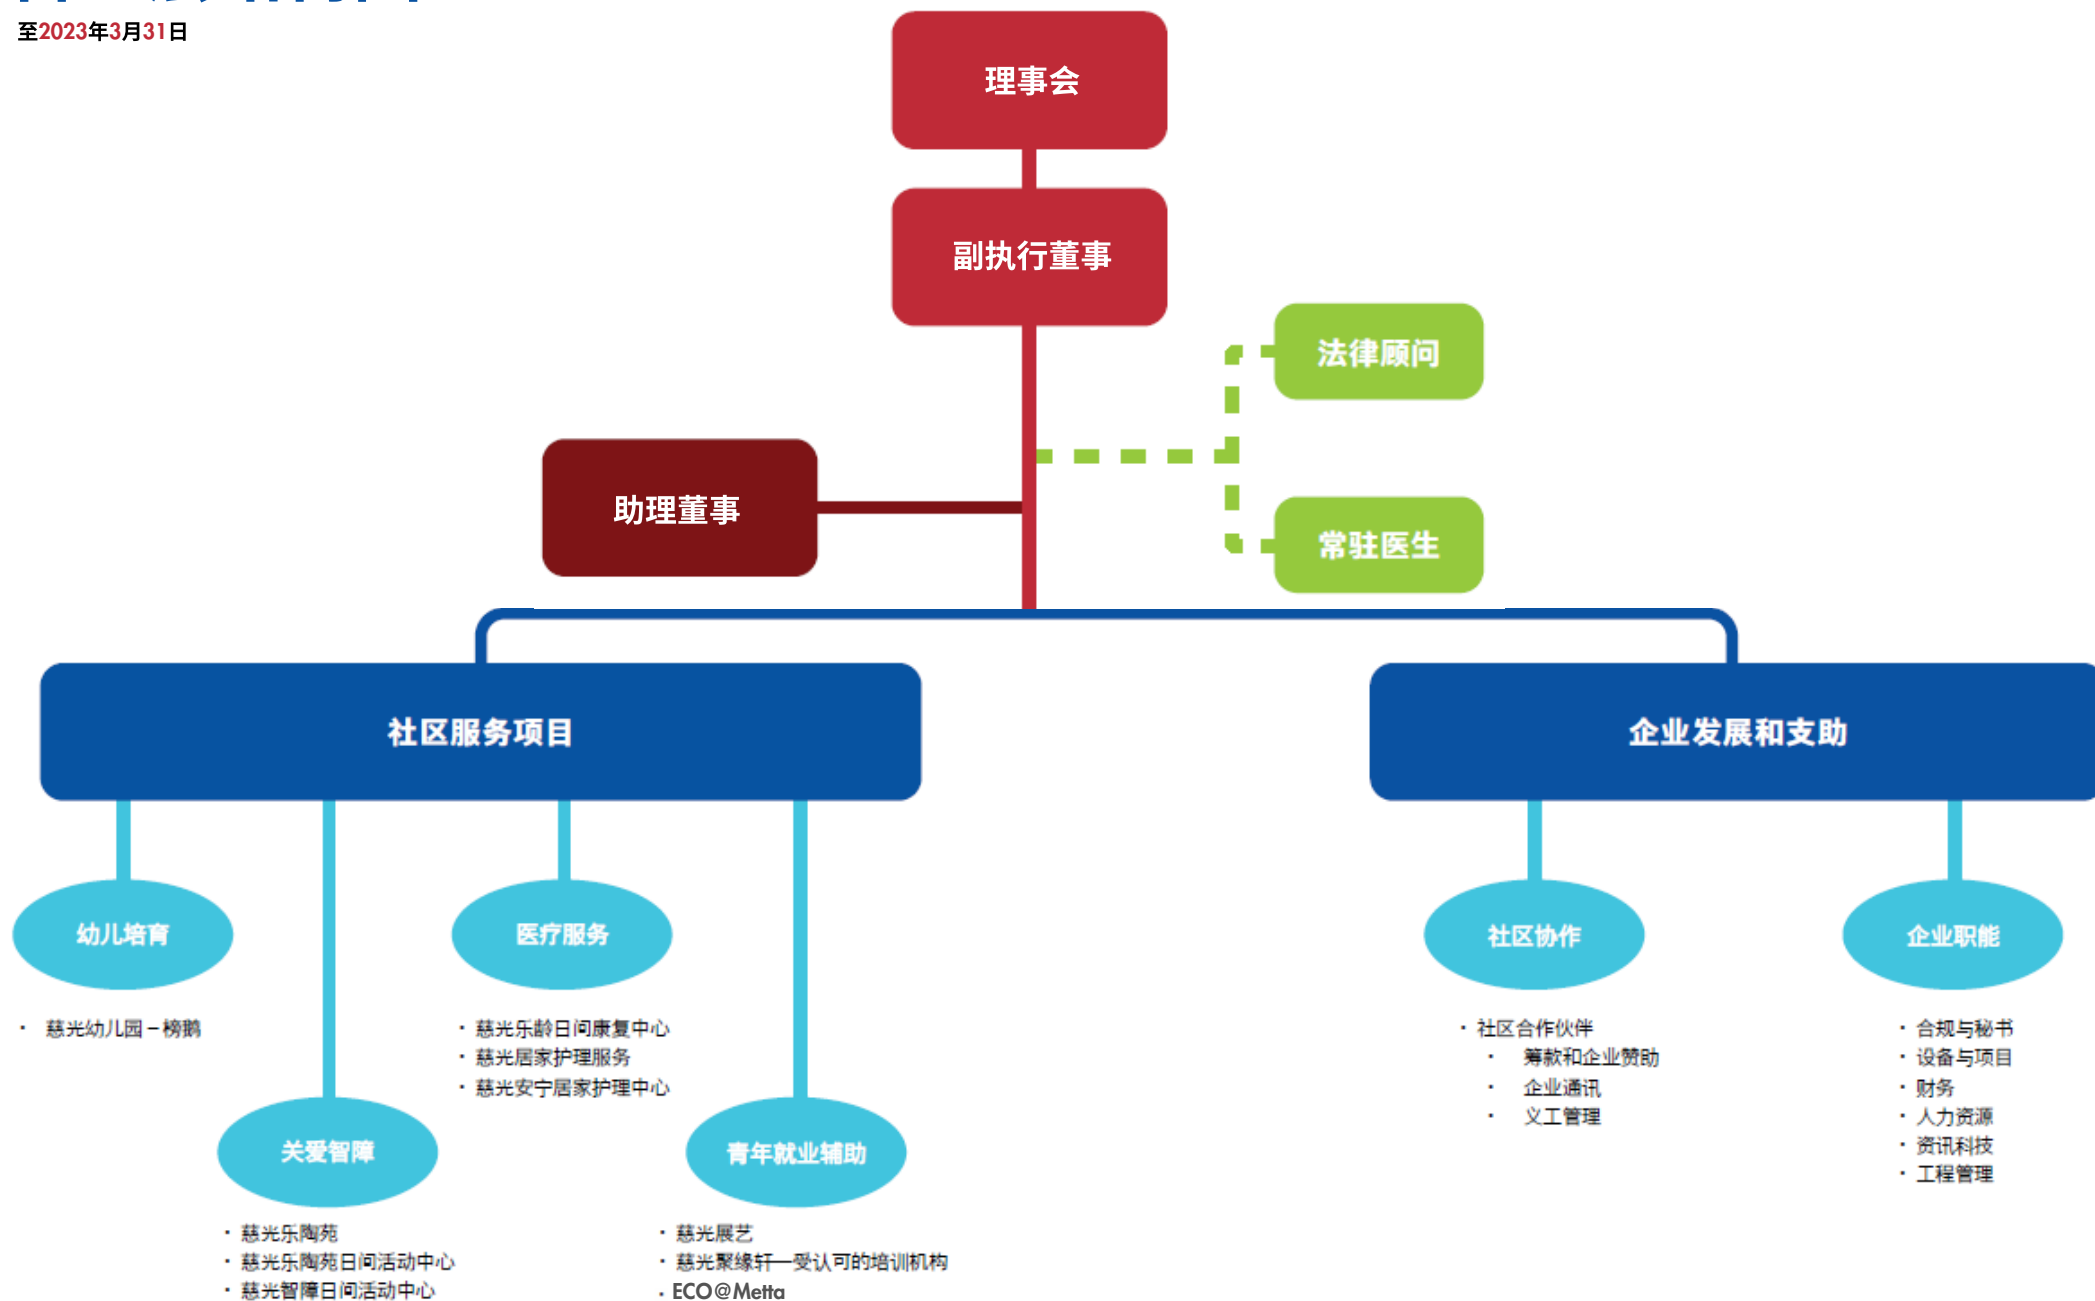 至2023年3月31日
理事会
副执行董事
法律顾问
助理董事
常驻医生
社区服务项目
企业发展和支助
幼儿培育
医疗服务
社区协作
企业职能
· 慈光幼儿园 – 榜鹅
· 慈光乐龄日间康复中心
· 慈光居家护理服务
· 慈光安宁居家护理中心
· 社区合作伙伴
· 筹款和企业赞助
· 企业通讯
· 义工管理
· 合规与秘书
· 设备与项目
· 财务
· 人力资源
· 资讯科技
· 工程管理
关爱智障
青年就业辅助
· 慈光乐陶苑
· 慈光乐陶苑日间活动中心
· 慈光智障日间活动中心
· 慈光展艺
· 慈光聚缘轩—受认可的培训机构
· ECO@Metta